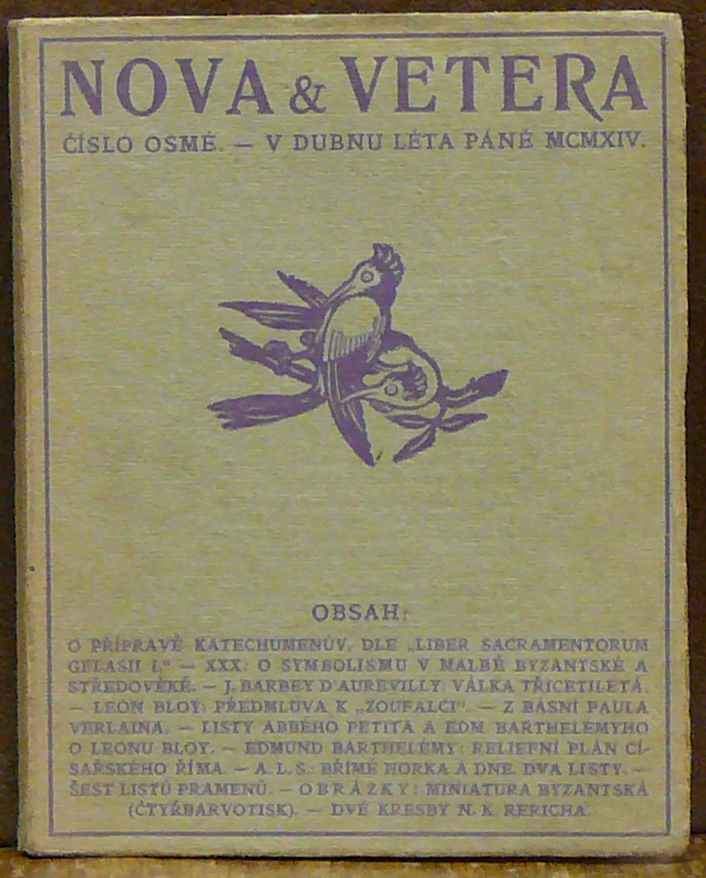 NOVA & VETERA
ČÍSLO OSMÉ. — V DUBNU LÉTA PÁNĚ MCMXIV.
OBSAH:
O PŘÍPRAVĚ KATECHUMENŮV, DLE „LIBER SACRAMENTORUM
GELASII I.“ — XXX: O SYMBOLISMU V MALBĚ BYZANTSKÉ A
STŘEDOVĚKÉ. — J. BARBEY D'AUREVILLY: VÁLKA TŘICETILETÁ.
— LEON BLOY: PŘEDMLUVA K „ZOUFALCI“. — Z BÁSNÍ PAULA
VERLAINA. — LISTY ABBÉHO PETITA A EDM. BARTHÉLEMYHO
O LEONU BLOY. — EDMUND BARTHÉLEMY: RELIEFNÍ PLÁN CÍ-
SAŘSKÉHO ŘÍMA. — A. L. S.: BŘÍMĚ HORKA A DNE. DVA LISTY. —
ŠEST LISTŮ PRAMENŮ. — OBRÁZKY: MINIATURA BYZANTSKÁ
(ČTYŘBARVOTISK). — DVĚ KRESBY N. K. RERICHA.